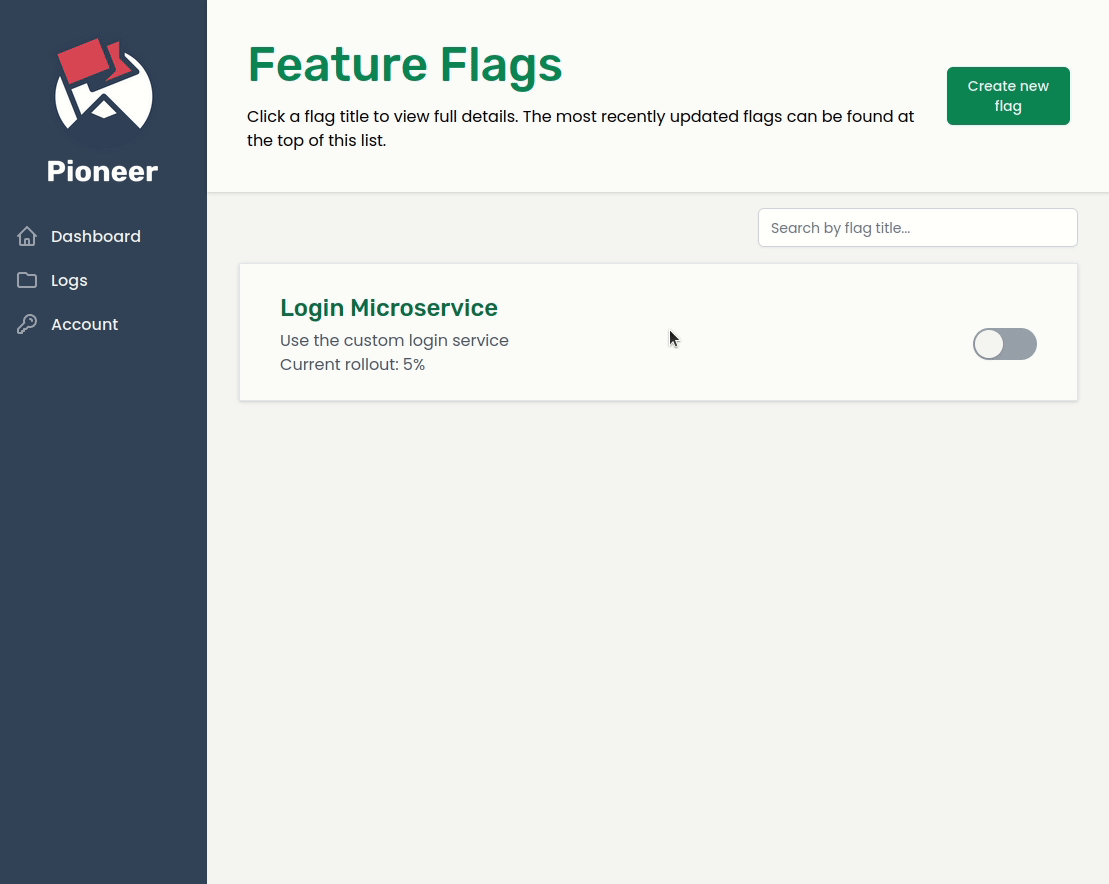 Pioneer
Dashboard
Logs
Account
Feature Flags
Click a flag title to view full details. The most recently updated flags can be found at
the top of this list.
Create new
flag
Search by flag title...
Login Microservice
Use the custom login service
Current rollout: 5%